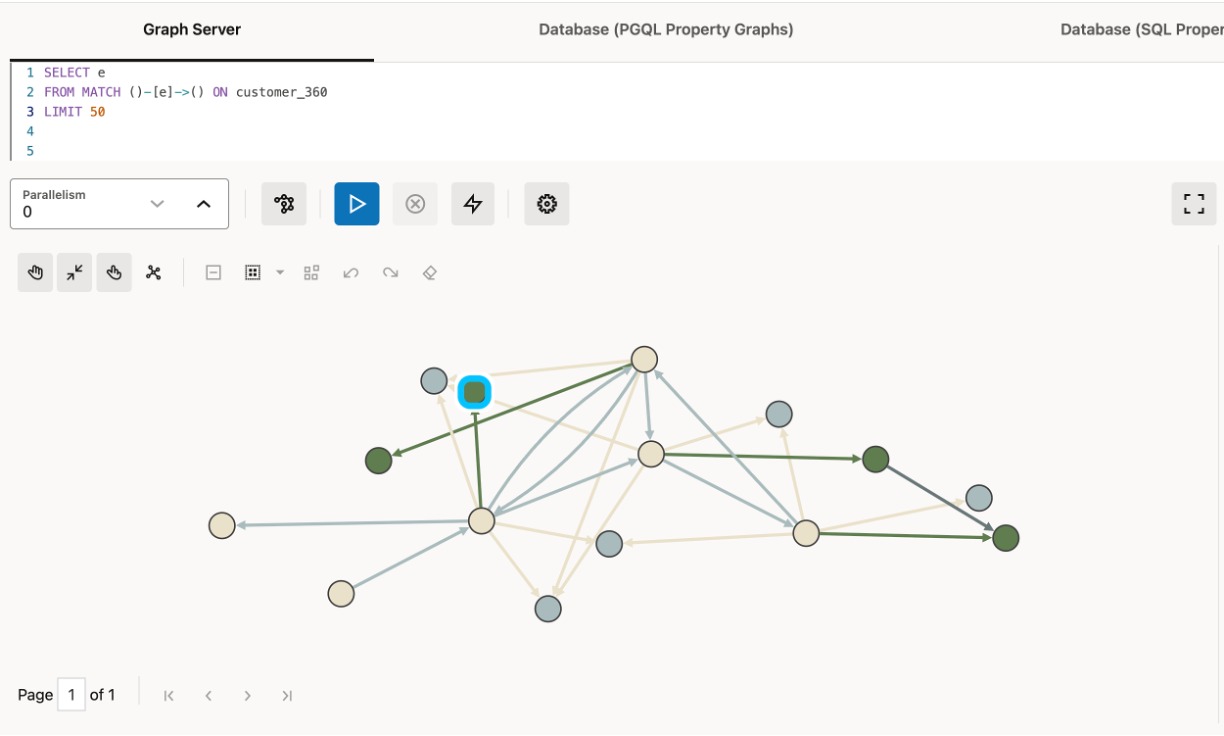 Graph Server
Database (PGQL Property Graphs)
Database (SQL Proper
1 SELECT e
2 FROM MATCH ()-[e]->() ON customer_360
3 LIMIT 50
4
5
Parallelism
0
Page 1 of 1